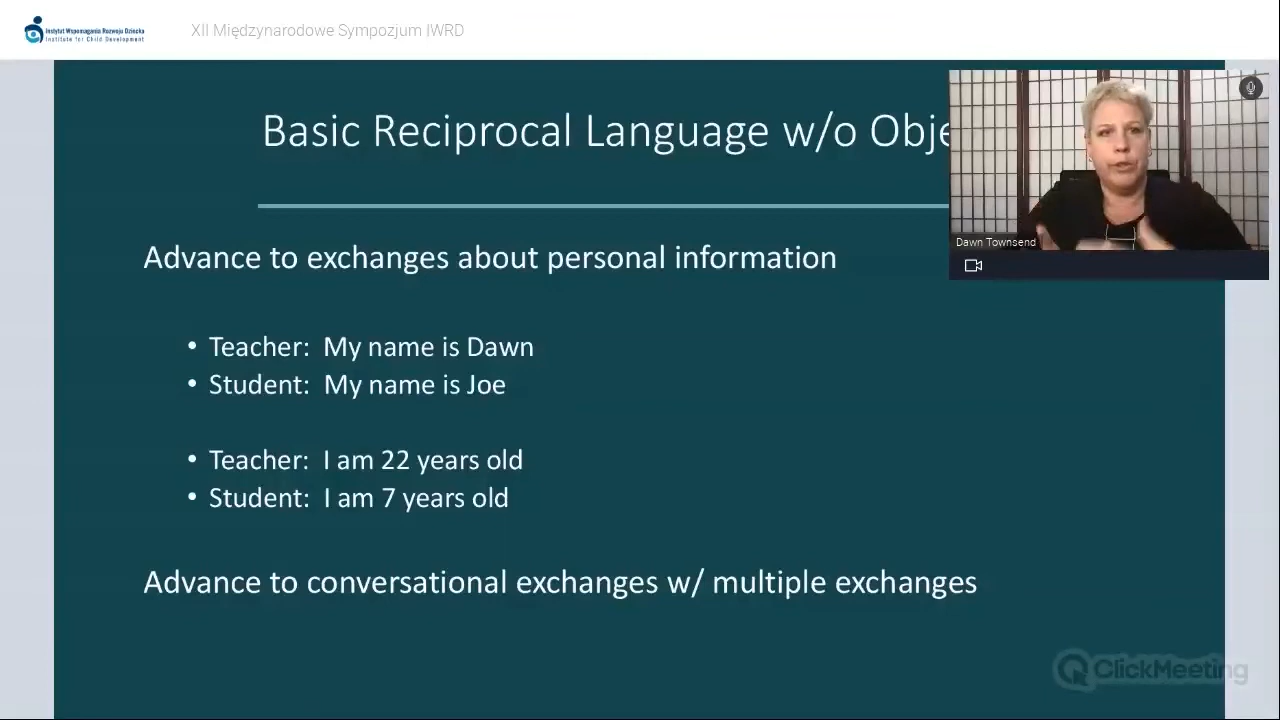 Instytut Wspomagania Rozwoju Dziecka
Institute for Child Development
XII Międzynarodowe Sympozjum IWRD
Basic Reciprocal Language w/o Obje
Dawn Townsend
Advance to exchanges about personal information
• Teacher: My name is Dawn
• Student: My name is Joe
• Teacher: I am 22 years old
• Student: I am 7 years old
Advance to conversational exchanges w/ multiple exchanges
ClickMeeting